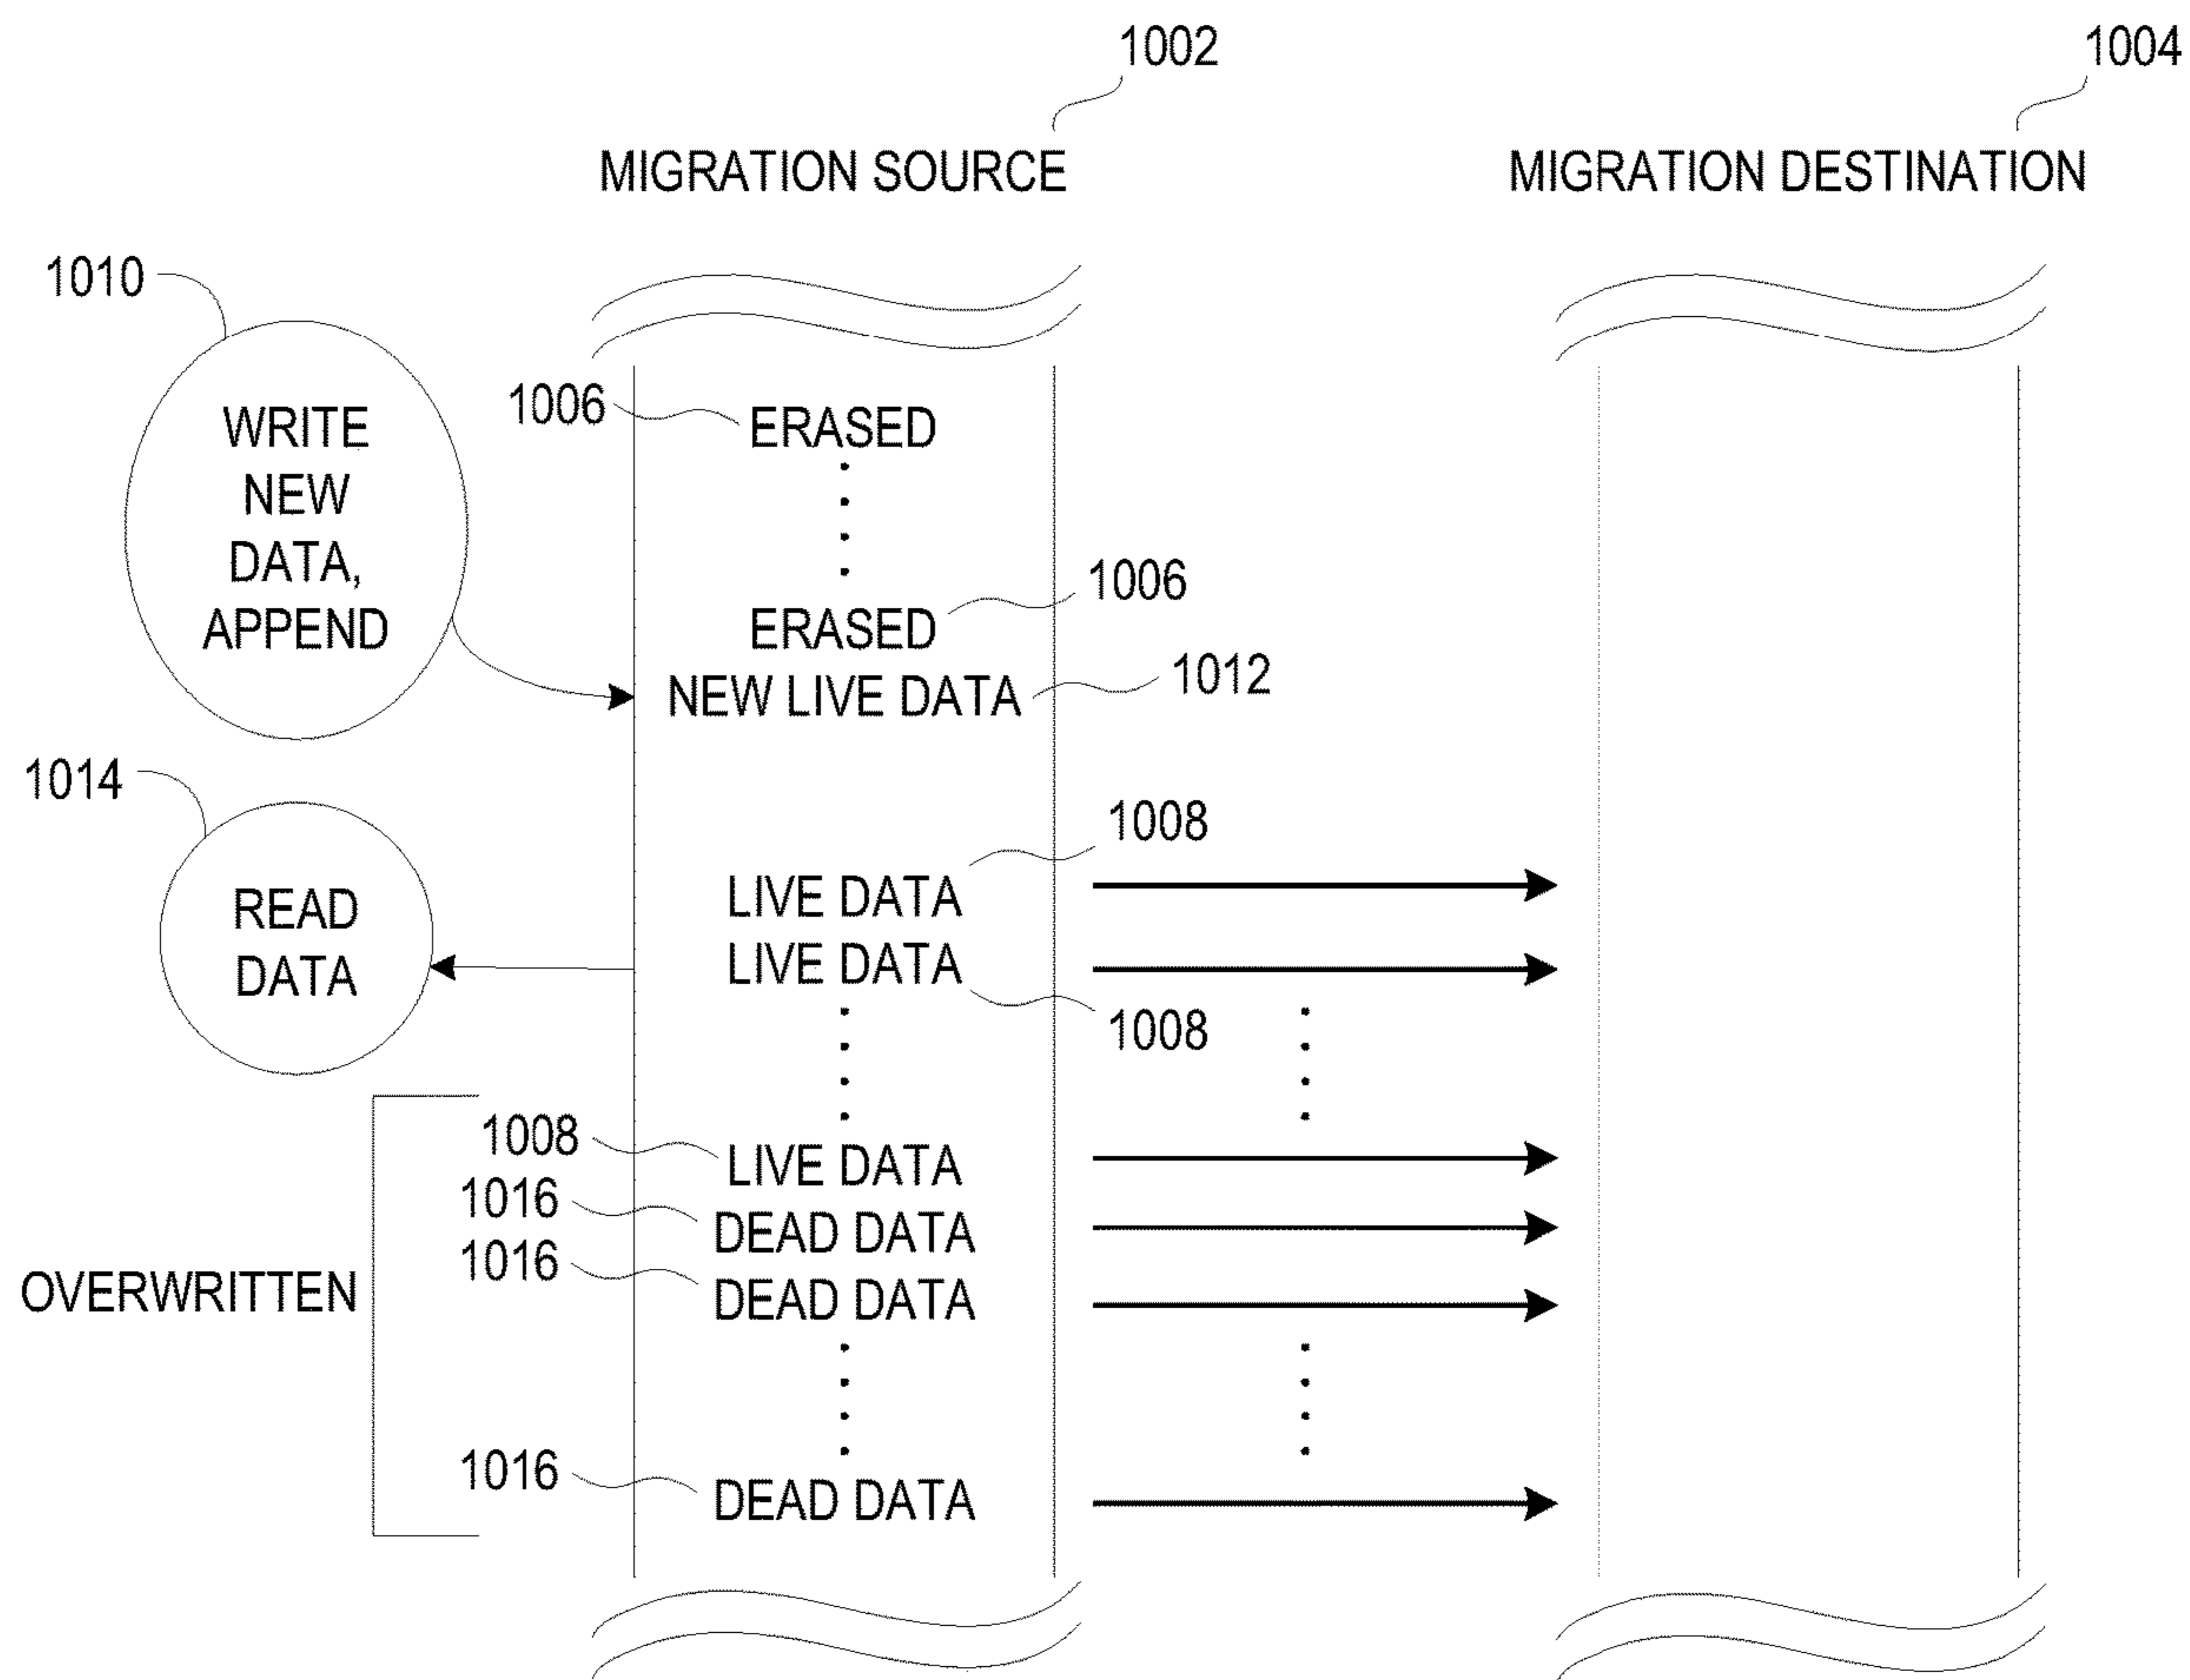 1002
1004
MIGRATION SOURCE
MIGRATION DESTINATION
1010
WRITE
NEW
DATA,
APPEND
1006
ERASED
1006
ERASED
NEW LIVE DATA
1012
1014
READ
DATA
1008
LIVE DATA
LIVE DATA
1008
1008
LIVE DATA
1016
DEAD DATA
1016
DEAD DATA
OVERWRITTEN
1016
DEAD DATA